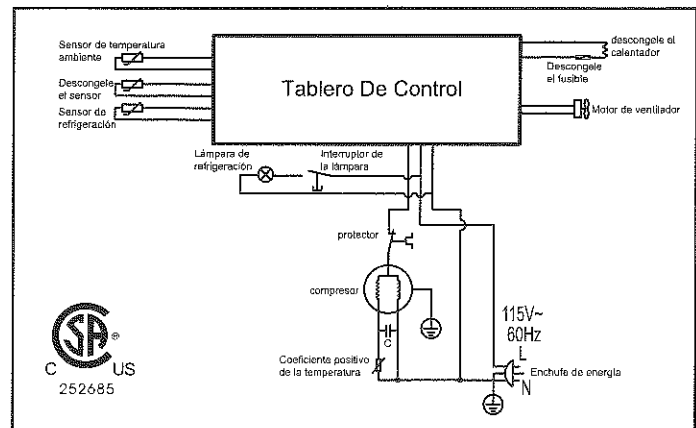 Sensor de temperatura
ambiente
Descongele
el sensor
Sensor de
refrigeración
Tablero De Control
descongele el
calentador
Descongele
el fusible
Motor de ventilador
Lámpara de
refrigeración
Interruptor de
la lámpara
protector
compresor
C
Coeficiente positivo
de la temperatura
115V~
60Hz
L
Enchufe de energía
N
CSA®
C US
252685